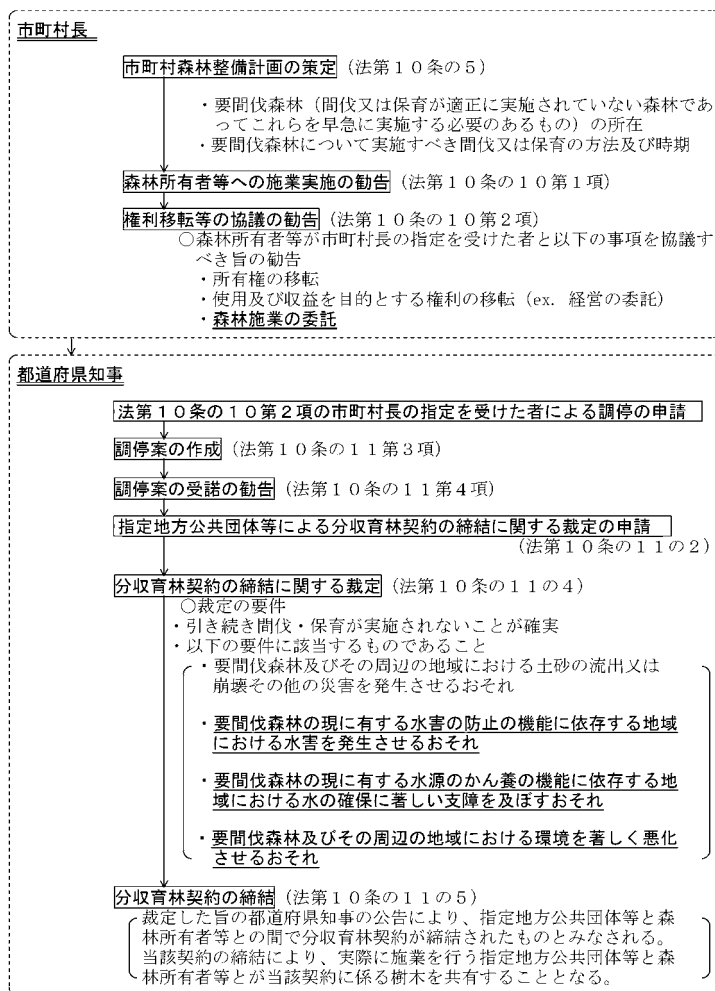 市町村長
市町村森林整備計画の策定（法第１０条の５）
・要間伐森林（間伐又は保育が適正に実施されていない森林であ
ってこれらを早急に実施する必要のあるもの）の所在
・要間伐森林について実施すべき間伐又は保育の方法及び時期
森林所有者等への施業実施の勧告（法第１０条の１０第１項）
権利移転等の協議の勧告（法第１０条の１０第２項）
○森林所有者等が市町村長の指定を受けた者と以下の事項を協議す
べき旨の勧告
・所有権の移転
・使用及び収益を目的とする権利の移転（ex. 経営の委託）
・森林施業の委託
都道府県知事
法第１０条の１０第２項の市町村長の指定を受けた者による調停の申請
調停案の作成（法第１０条の１１第３項）
調停案の受諾の勧告（法第１０条の１１第４項）
指定地方公共団体等による分収育林契約の締結に関する裁定の申請
（法第１０条の１１の２）
分収育林契約の締結に関する裁定（法第１０条の１１の４）
○裁定の要件
・引き続き間伐・保育が実施されないことが確実
・以下の要件に該当するものであること
・要間伐森林及びその周辺の地域における土砂の流出又は
崩壊その他の災害を発生させるおそれ
・要間伐森林の現に有する水害の防止の機能に依存する地域
における水害を発生させるおそれ
・要間伐森林の現に有する水源のかん養の機能に依存する地
域における水の確保に著しい支障を及ぼすおそれ
・要間伐森林及びその周辺の地域における環境を著しく悪化
させるおそれ
分収育林契約の締結（法第１０条の１１の５）
裁定した旨の都道府県知事の公告により、指定地方公共団体等と森
林所有者等との間で分収育林契約が締結されたものとみなされる。
当該契約の締結により、実際に施業を行う指定地方公共団体等と森
林所有者等とが当該契約に係る樹木を共有することとなる。